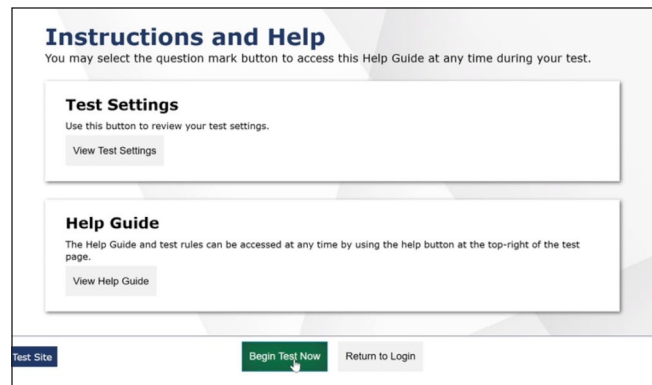 Instructions and Help
You may select the question mark button to access this Help Guide at any time during your test.
Test Settings
Use this button to review your test settings.
View Test Settings
Help Guide
The Help Guide and test rules can be accessed at any time by using the help button at the top-right of the test
page.
View Help Guide
Test Site
Begin Test Now
Return to Login